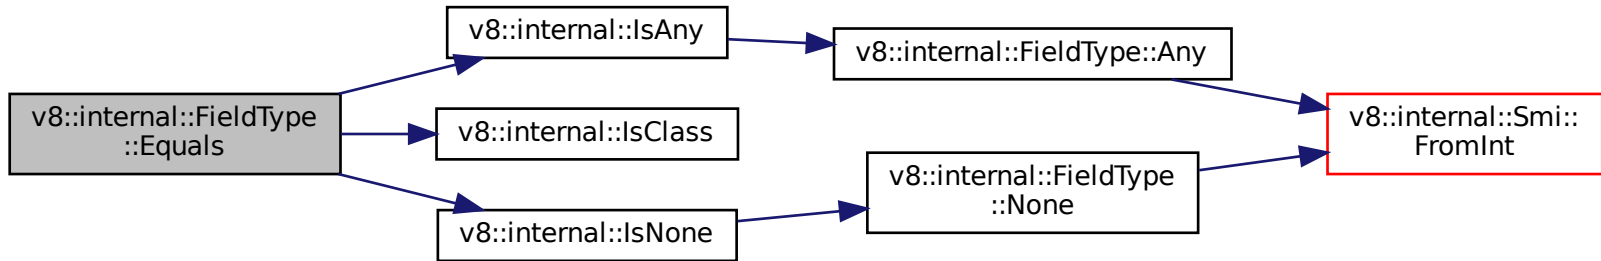 v8::internal::FieldType
::Equals
v8::internal::IsAny
v8::internal::IsClass
v8::internal::IsNone
v8::internal::FieldType::Any
v8::internal::FieldType
::None
v8::internal::Smi::
FromInt